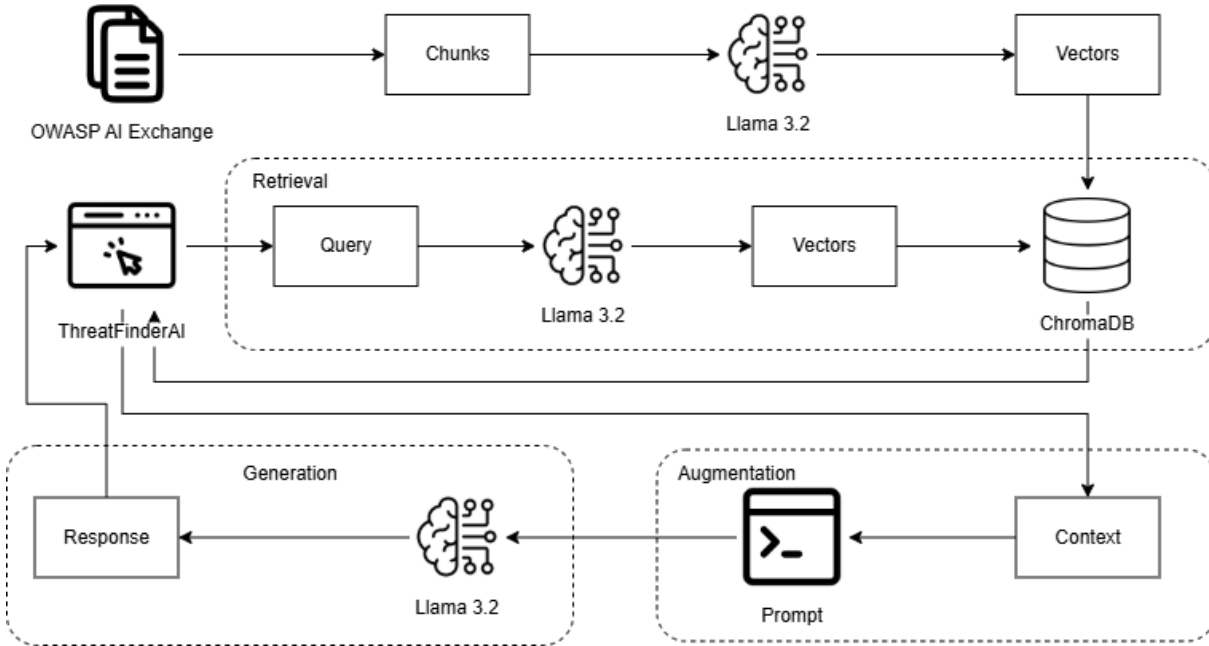 Chunks
Vectors
Llama 3.2
OWASP AI Exchange
Retrieval
Query
Vectors
Llama 3.2
ThreatFinderAI
ChromaDB
Generation
Augmentation
Response
Context
Llama 3.2
Prompt